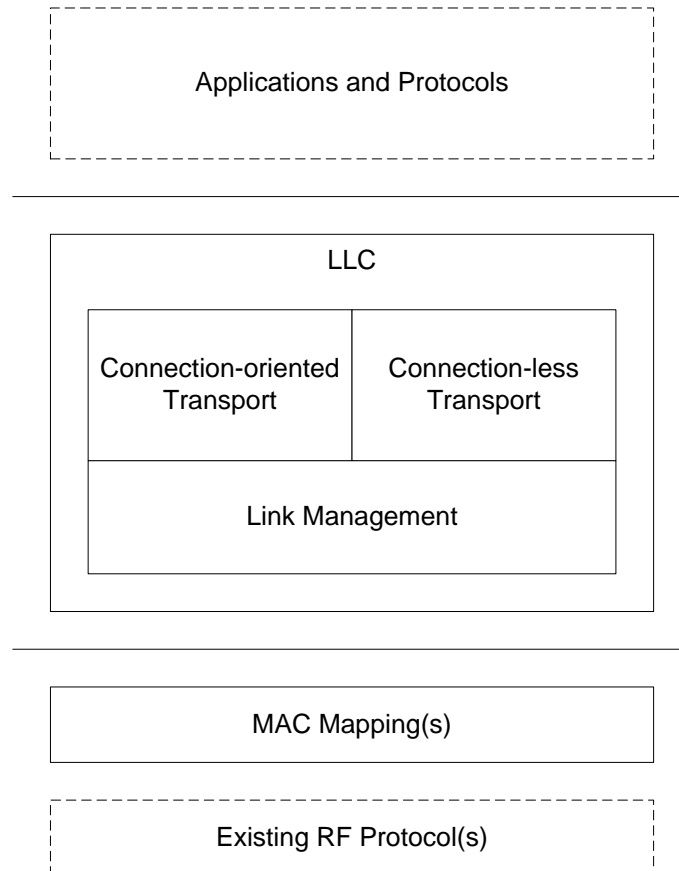 Applications and Protocols
LLC
Connection-oriented
Transport
Connection-less
Transport
Link Management
MAC Mapping(s)
Existing RF Protocol(s)